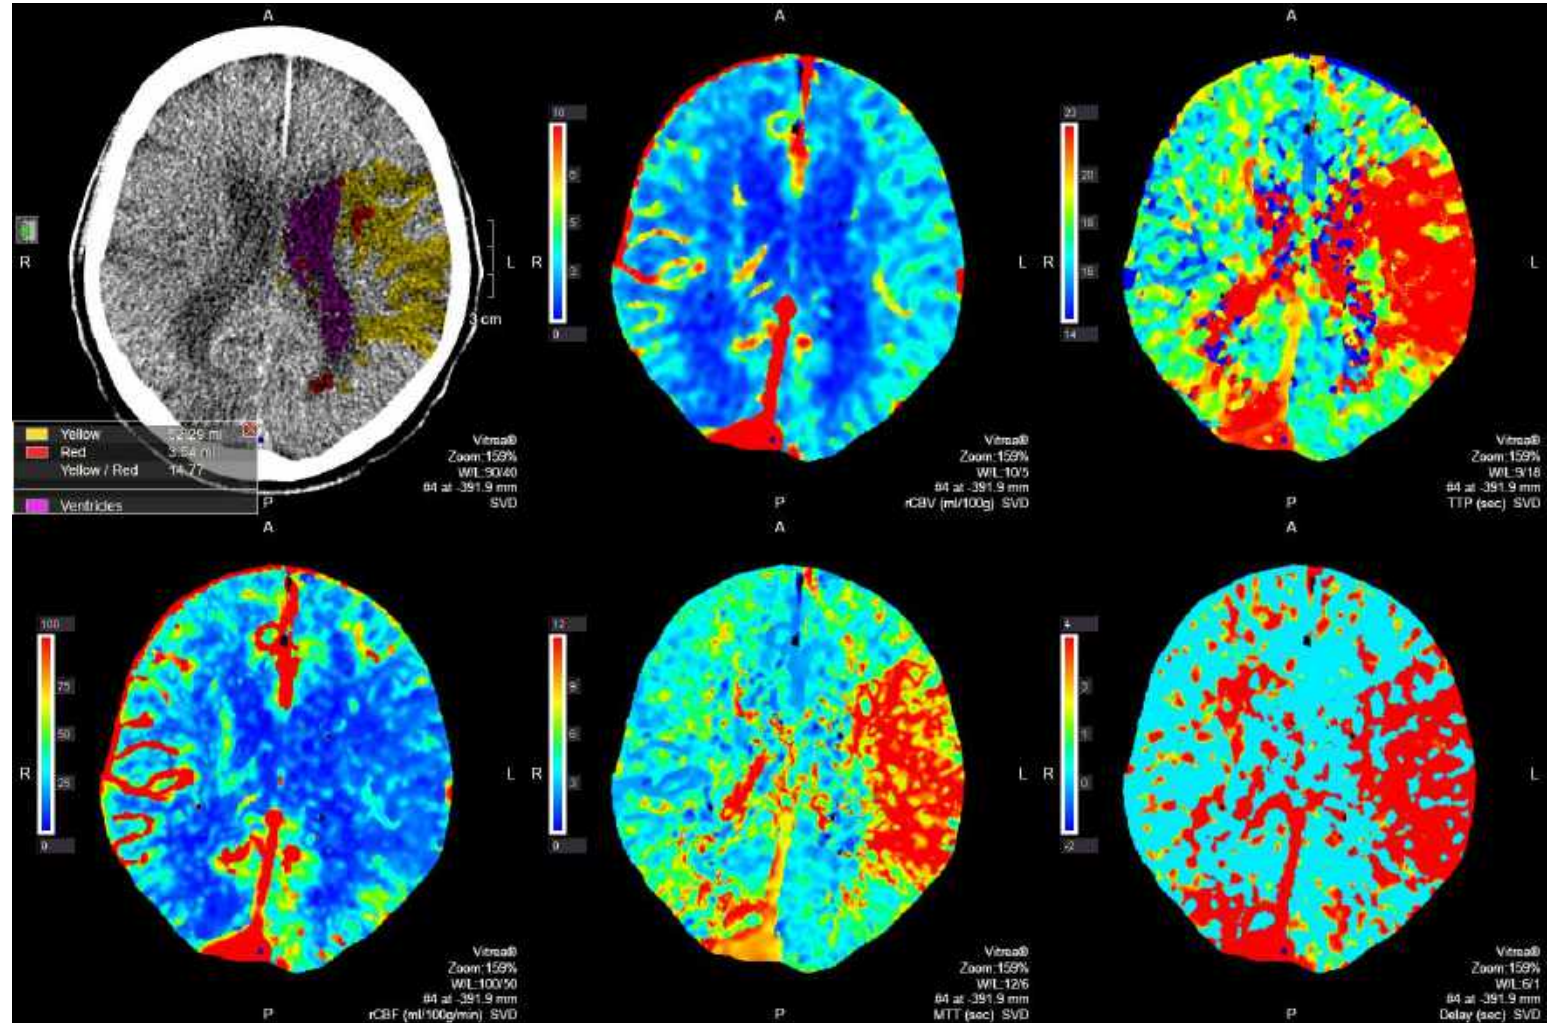 A
R
L
3 cm
Yellow
Red
Yellow / Red 14.77
Ventricles
P
Vitrea®
Zoom:159%
W/L:90/40
#4 at -391.9 mm
SVD
A
10
5
2
0
R
L
P
Vitrea®
Zoom:159%
W/L:10/5
#4 at -391.9 mm
rCBV (ml/100g) SVD
A
20
18
16
14
R
L
P
Vitrea®
Zoom:159%
W/L:9/18
#4 at -391.9 mm
TTP (sec) SVD
A
100
75
50
25
0
R
L
P
Vitrea®
Zoom:159%
W/L:100/50
#4 at -391.9 mm
rCBF (ml/100g/min) SVD
A
12
9
6
3
0
R
L
P
Vitrea®
Zoom:159%
W/L:12/6
#4 at -391.9 mm
MTT (sec) SVD
A
4
3
1
0
-2
R
L
P
Vitrea®
Zoom:159%
W/L:6/1
#4 at -391.9 mm
Delay (sec) SVD